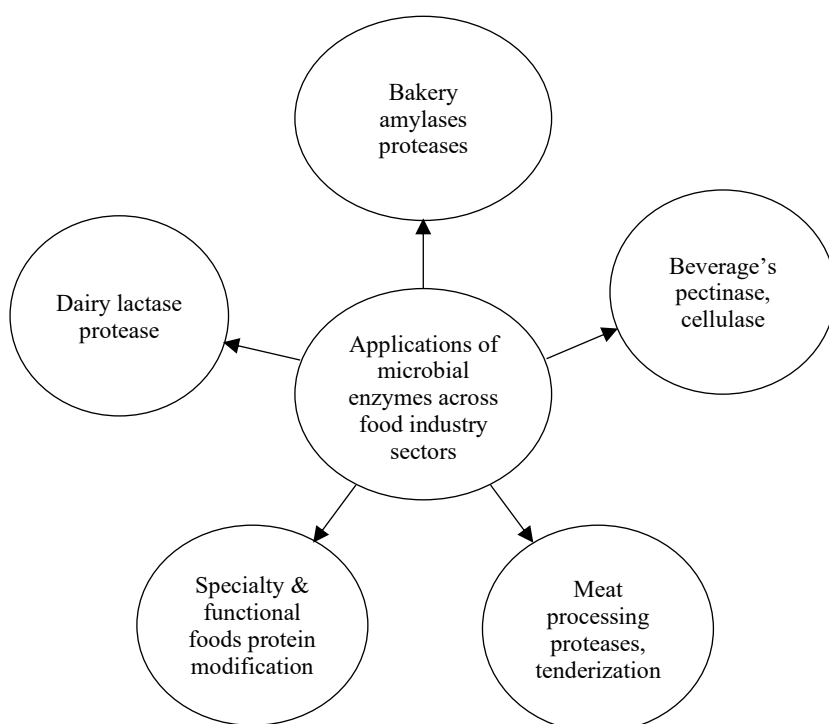 Bakery
amylases
proteases
Beverage's
pectinase,
cellulase
Dairy lactase
protease
Applications of
microbial
enzymes across
food industry
sectors
Specialty &
functional
foods protein
modification
Meat
processing
proteases,
tenderization